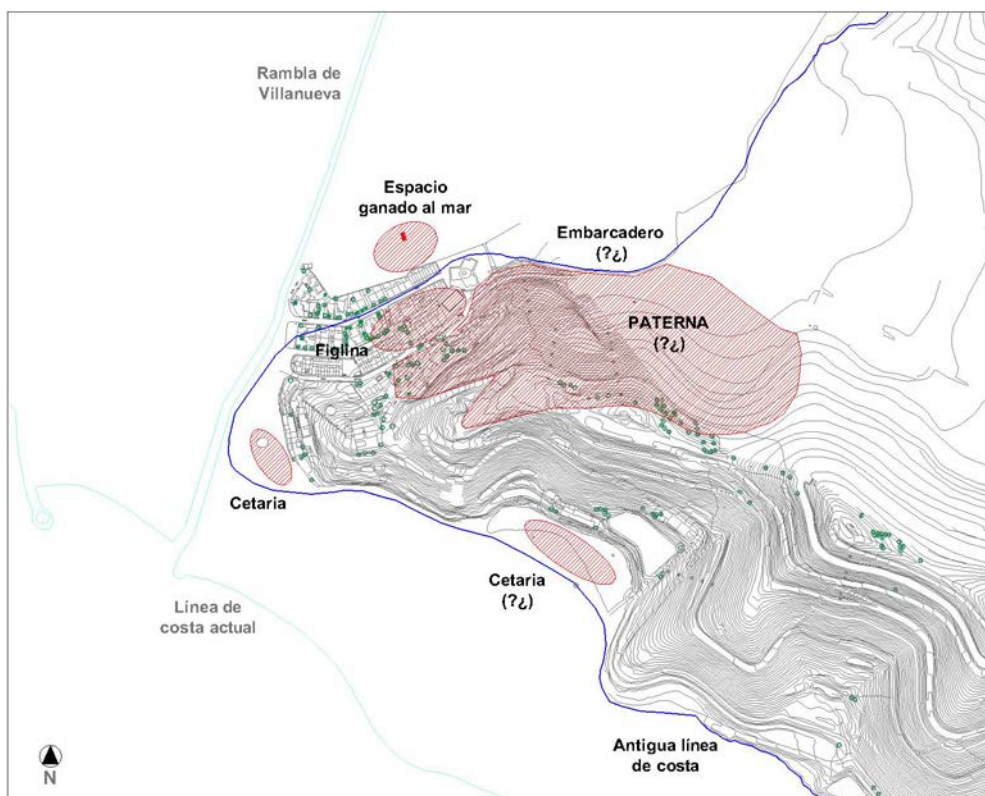 Rambla de
Villanueva
Espacio
ganado al mar
Embarcadero
(?¿)
PATERNA
(?¿)
Figlina
Cetaria
Cetaria
(?¿)
Línea de
costa actual
Antigua línea
de costa
N